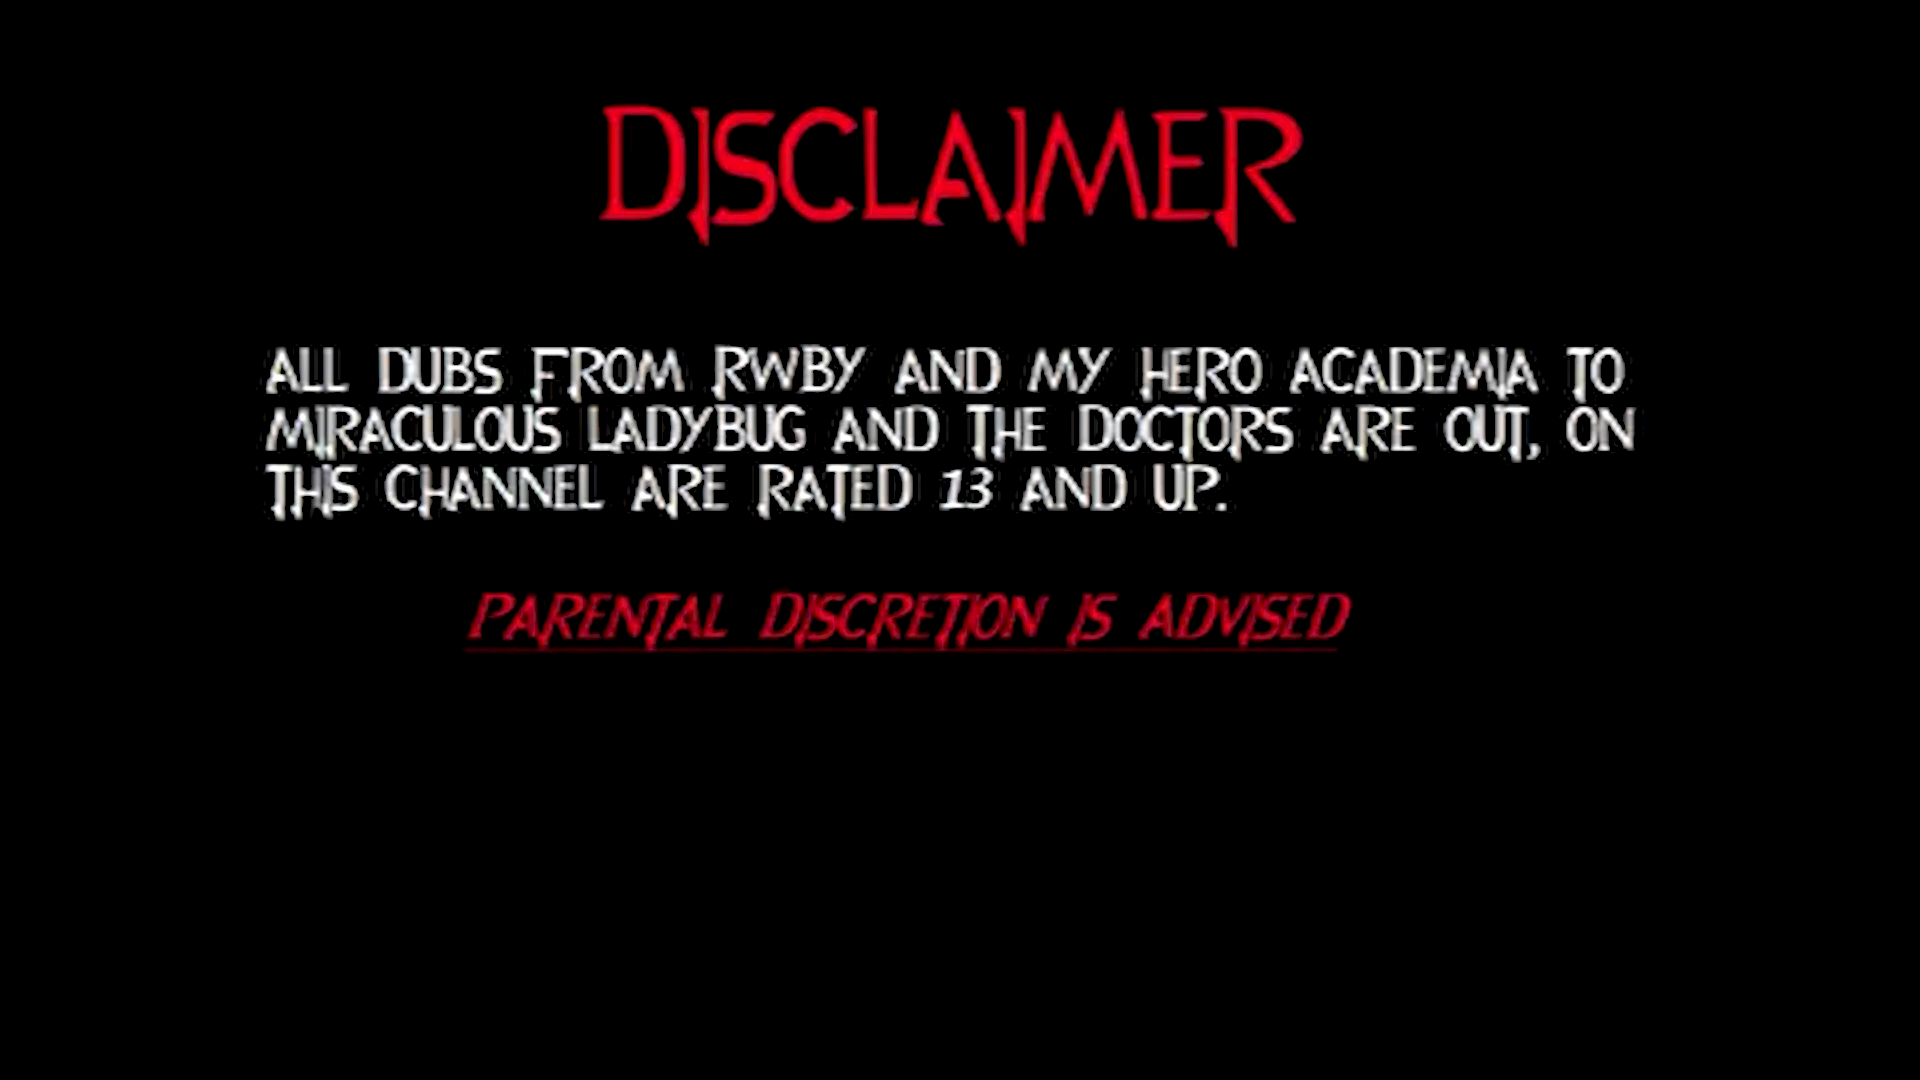 DISCLAIMER
ALL DUBS FROM RWBY AND MY HERO ACADEMIA TO
MIRACULOUS LADYBUG AND THE DOCTORS ARE OUT, ON
THIS CHANNEL ARE RATED 13 AND UP.
PARENTAL DISCRETION IS ADVISED